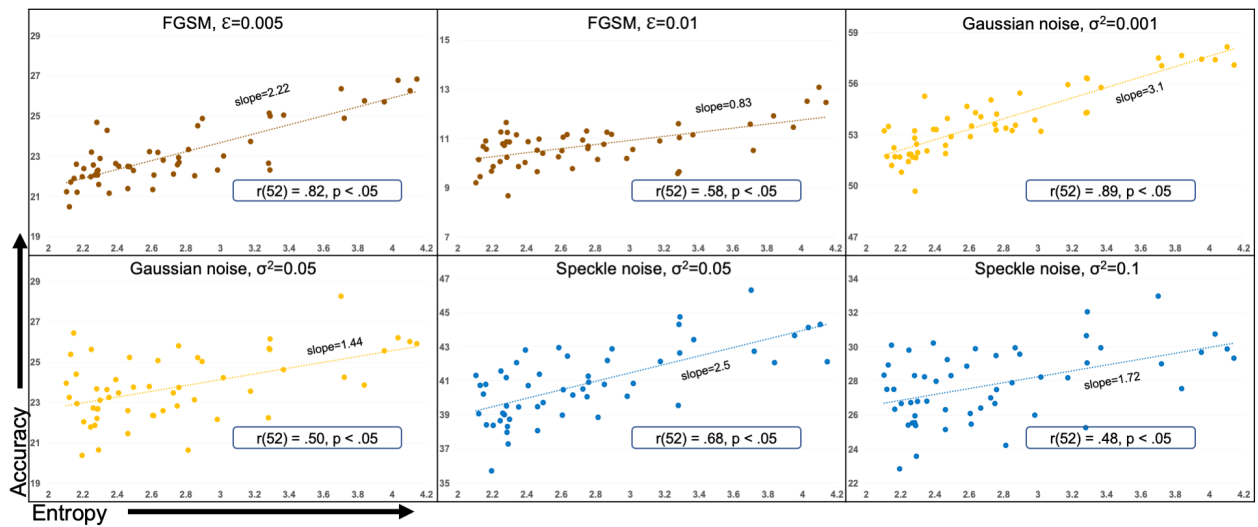 FGSM, Ɛ=0.005
29
27
25
23
21
19
2 2.2 2.4 2.6 2.8 3 3.2 3.4 3.6 3.8 4 4.2
slope=2.22
r(52) = .82, p < .05
FGSM, Ɛ=0.01
15
13
11
9
7
2 2.2 2.4 2.6 2.8 3 3.2 3.4 3.6 3.8 4 4.2
slope=0.83
r(52) = .58, p < .05
Gaussian noise, σ²=0.001
59
56
53
50
47
2 2.2 2.4 2.6 2.8 3 3.2 3.4 3.6 3.8 4 4.2
slope=3.1
r(52) = .89, p < .05
Gaussian noise, σ²=0.05
29
27
25
23
21
19
2 2.2 2.4 2.6 2.8 3 3.2 3.4 3.6 3.8 4 4.2
slope=1.44
r(52) = .50, p < .05
Speckle noise, σ²=0.05
47
45
43
41
39
37
35
2 2.2 2.4 2.6 2.8 3 3.2 3.4 3.6 3.8 4 4.2
slope=2.5
r(52) = .68, p < .05
Speckle noise, σ²=0.1
34
32
30
28
26
24
22
2 2.2 2.4 2.6 2.8 3 3.2 3.4 3.6 3.8 4 4.2
slope=1.72
r(52) = .48, p < .05
Accuracy
Entropy